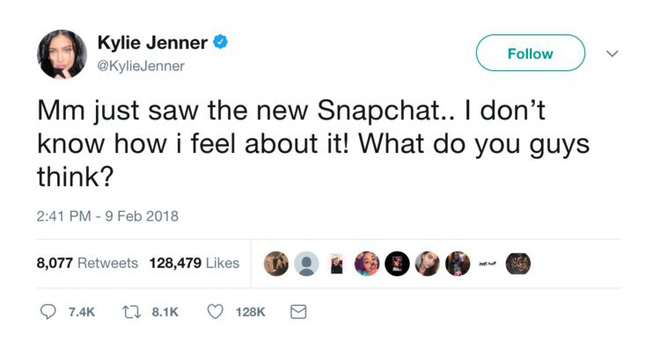 Kylie Jenner
@KylieJenner
Follow
Mm just saw the new Snapchat.. I don’t
know how i feel about it! What do you guys
think?
2:41 PM - 9 Feb 2018
8,077 Retweets 128,479 Likes
7.4K 8.1K 128K